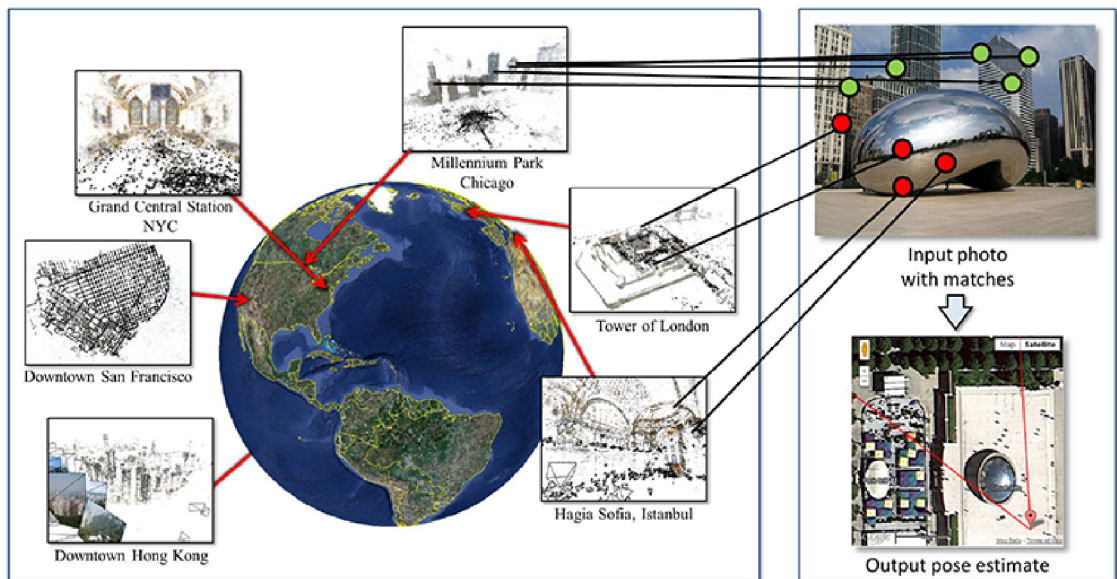 Millennium Park
Chicago
Grand Central Station
NYC
Tower of London
Downtown San Francisco
Hagia Sofia, Istanbul
Downtown Hong Kong
Input photo
with matches
Map
Satellite
Output pose estimate